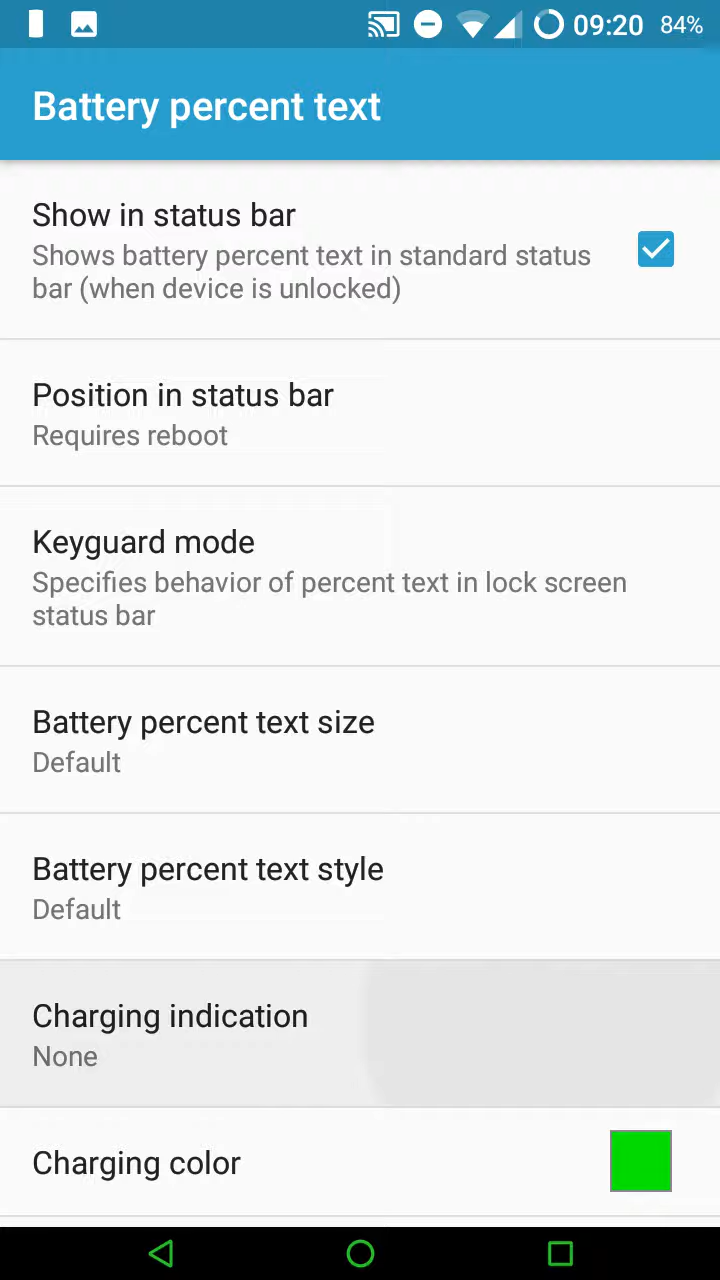 09:20 84%
Battery percent text
Show in status bar
Shows battery percent text in standard status
bar (when device is unlocked)
Position in status bar
Requires reboot
Keyguard mode
Specifies behavior of percent text in lock screen
status bar
Battery percent text size
Default
Battery percent text style
Default
Charging indication
None
Charging color